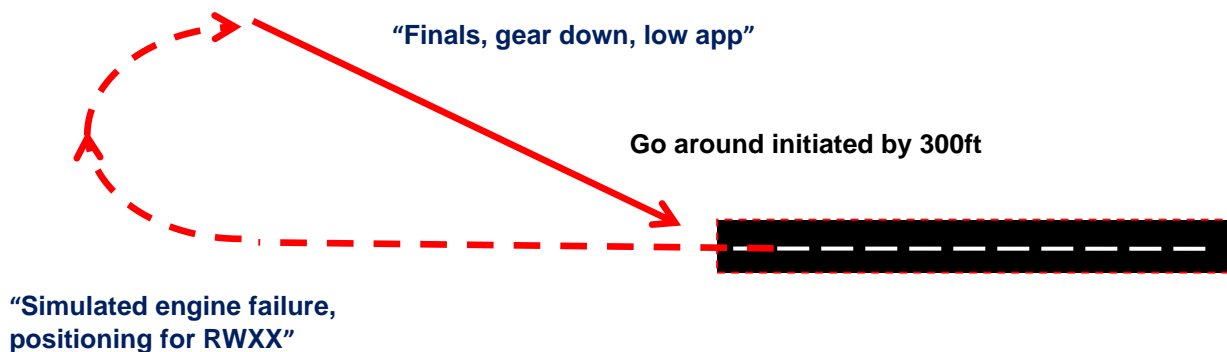 “Finals, gear down, low app”
Go around initiated by 300ft
“Simulated engine failure,
positioning for RWXX”